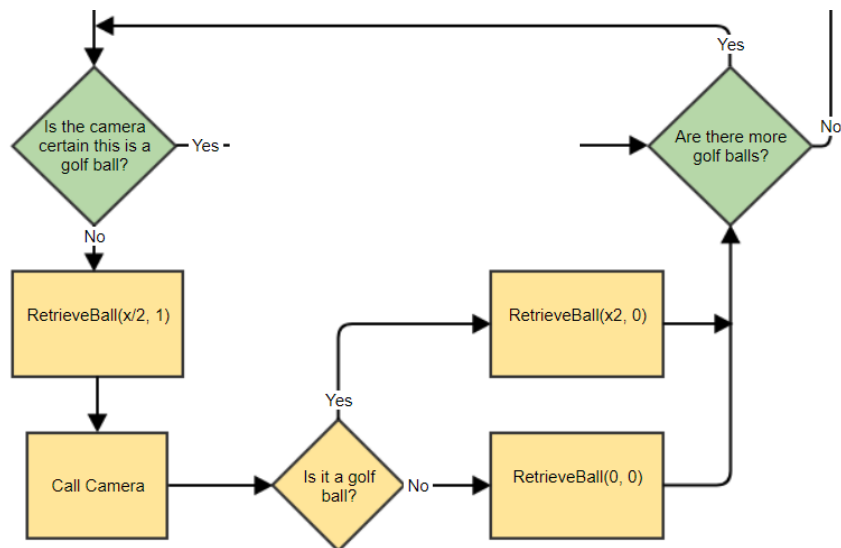 Yes
Is the camera
certain this is a
golf ball?
Yes
Are there more
golf balls?
No
No
RetrieveBall(x/2, 1)
RetrieveBall(x2, 0)
Yes
Call Camera
Is it a golf
ball?
No
RetrieveBall(0, 0)